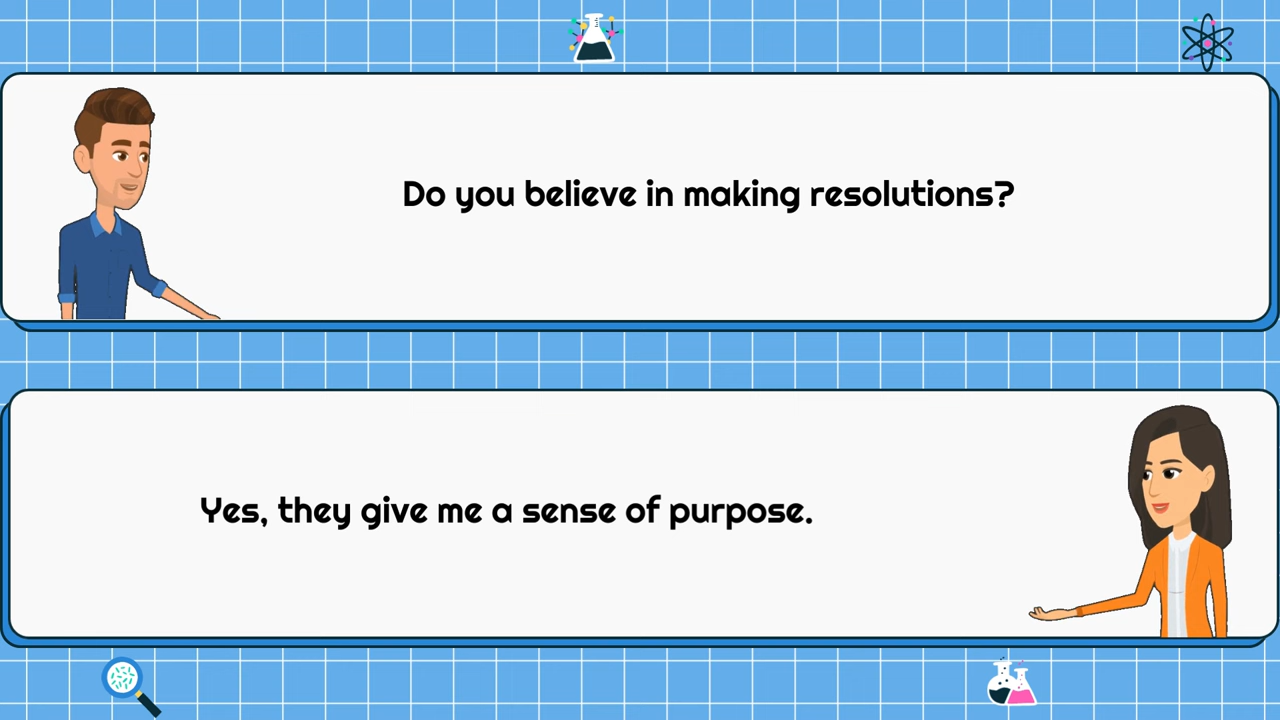 Do you believe in making resolutions?
Yes, they give me a sense of purpose.